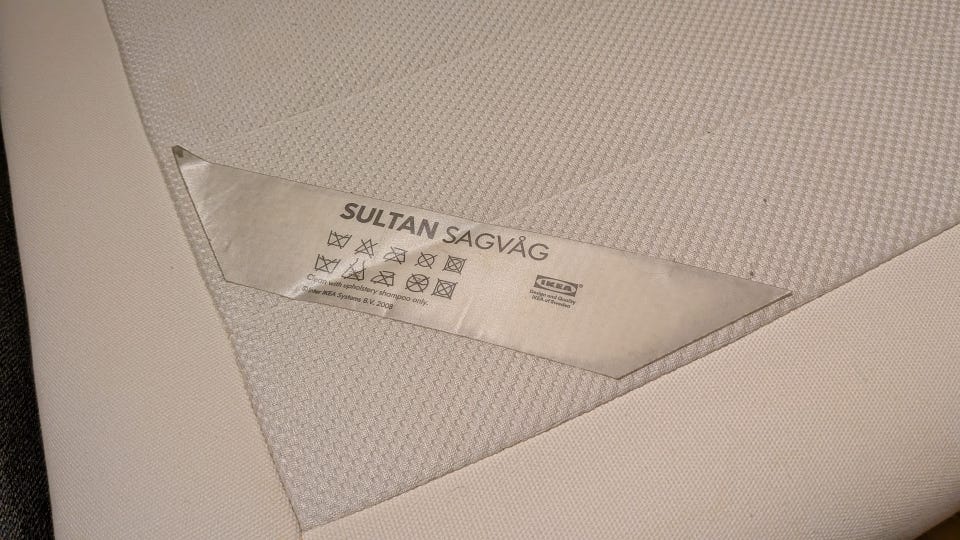 SULTAN SAGVÅG
Clean with upholstery shampoo only.
© Inter IKEA Systems B.V. 2008
IKEA®
Design and Quality
IKEA of Sweden